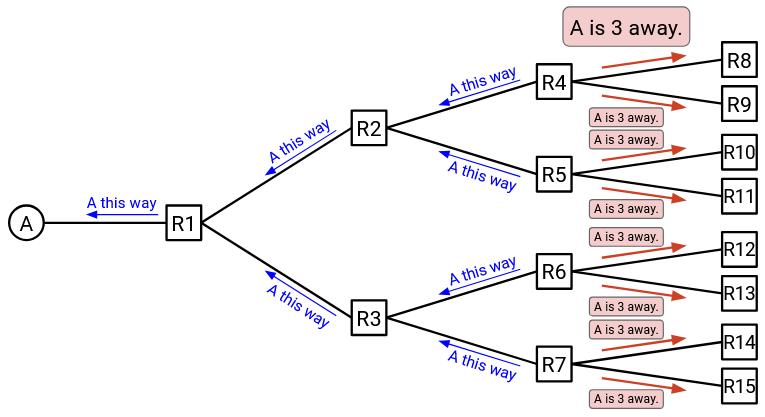 A is 3 away.
R8
A this way
R4
R9
A is 3 away.
A this way
R2
A is 3 away.
R10
A this way
R5
R11
A this way
A is 3 away.
A
R1
A is 3 away.
R12
A this way
R6
R13
A this way
A is 3 away.
R3
A is 3 away.
R14
A this way
R7
R15
A is 3 away.